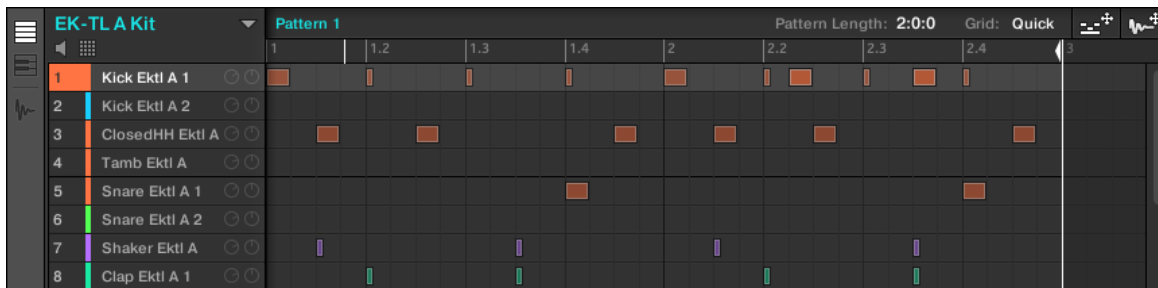 EK-TL A Kit Pattern 1 Pattern Length: 2:0:0 Grid: Quick
1 1.2 1.3 1.4 2 2.2 2.3 2.4 3
1 Kick Ektl A 1
2 Kick Ektl A 2
3 ClosedHH Ektl A
4 Tamb Ektl A
5 Snare Ektl A 1
6 Snare Ektl A 2
7 Shaker Ektl A
8 Clap Ektl A 1